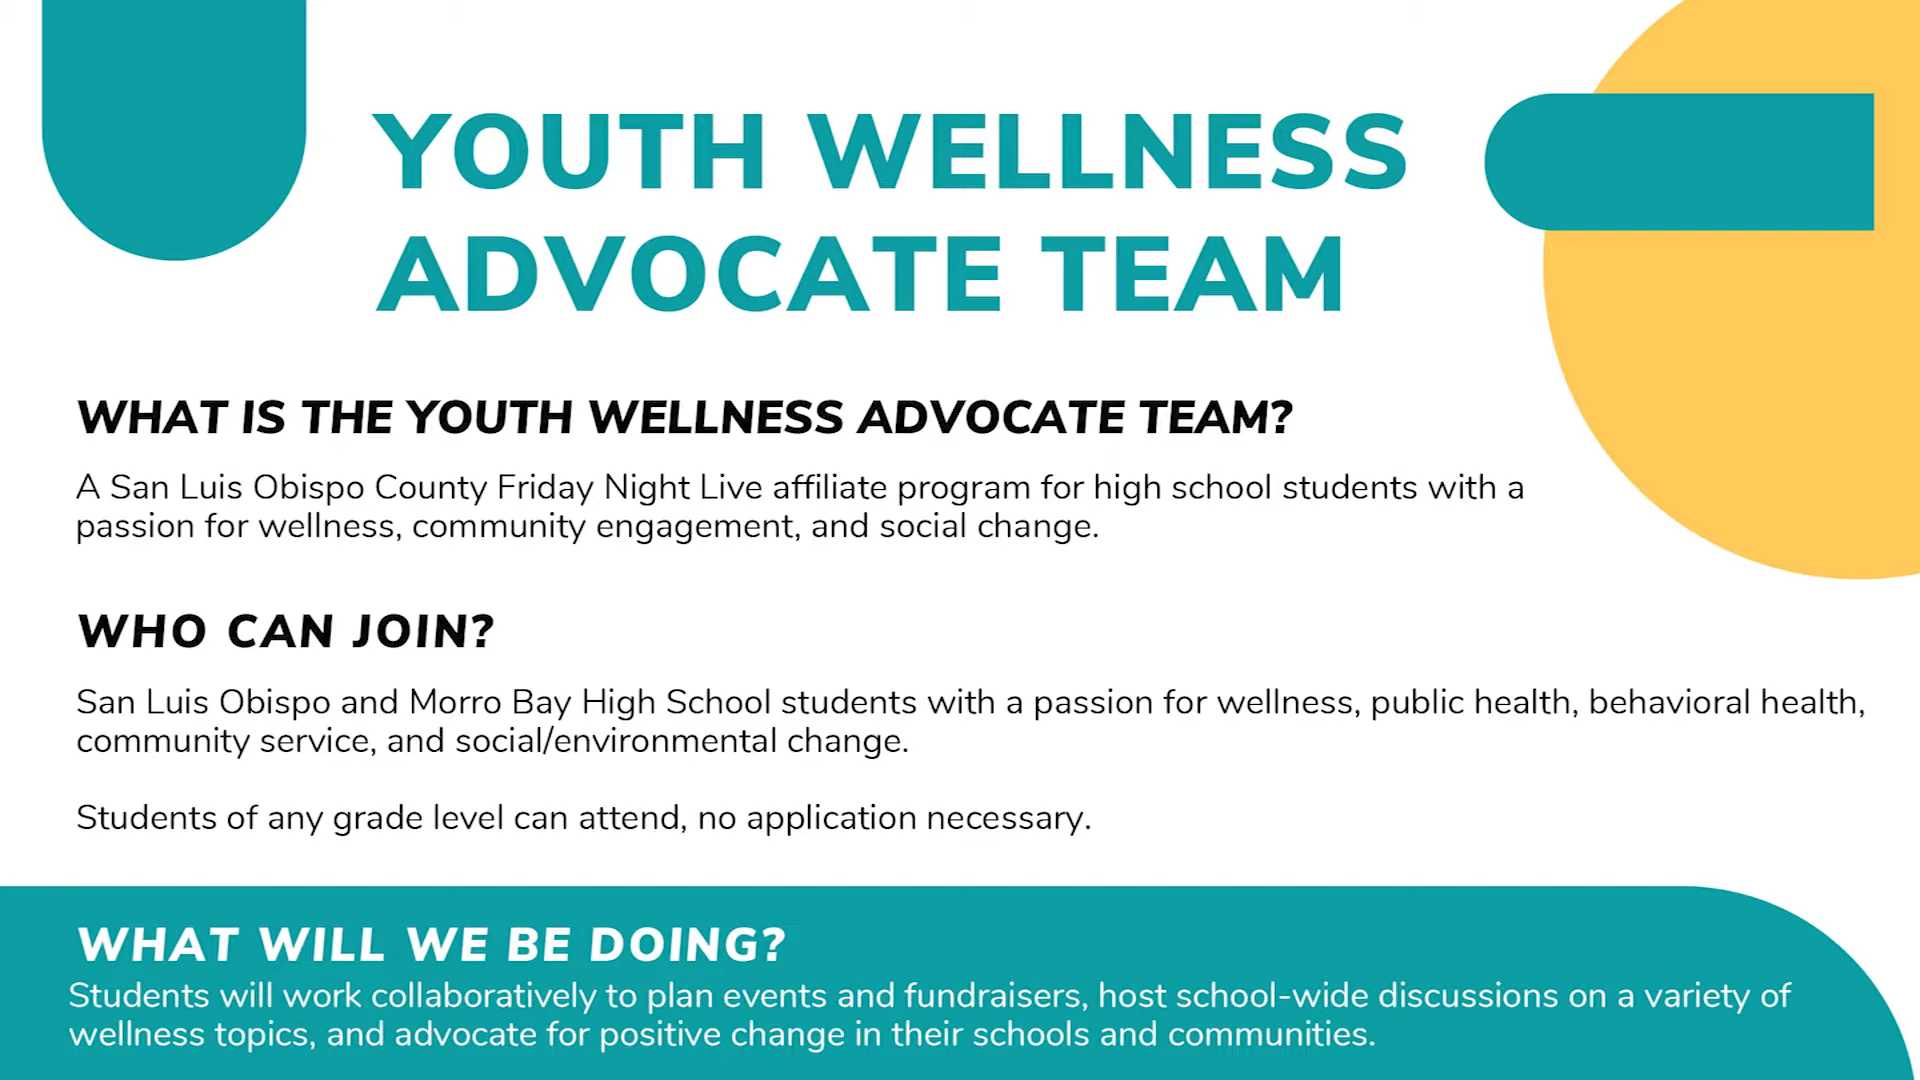 YOUTH WELLNESS
ADVOCATE TEAM
WHAT IS THE YOUTH WELLNESS ADVOCATE TEAM?
A San Luis Obispo County Friday Night Live affiliate program for high school students with a
passion for wellness, community engagement, and social change.
WHO CAN JOIN?
San Luis Obispo and Morro Bay High School students with a passion for wellness, public health, behavioral health,
community service, and social/environmental change.
Students of any grade level can attend, no application necessary.
WHAT WILL WE BE DOING?
Students will work collaboratively to plan events and fundraisers, host school-wide discussions on a variety of
wellness topics, and advocate for positive change in their schools and communities.